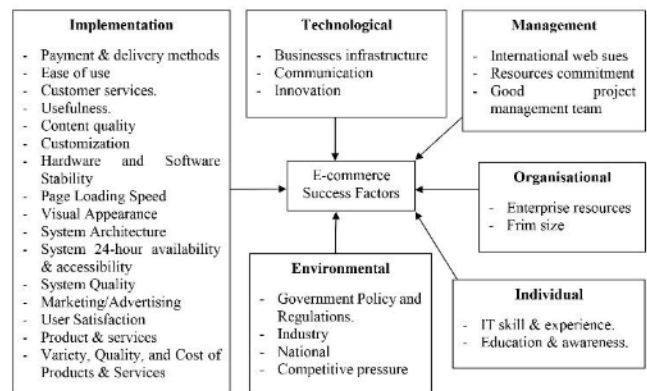 Implementation
- Payment & delivery methods
- Ease of use
- Customer services.
- Usefulness.
- Content quality
- Customization
- Hardware and Software
Stability
- Page Loading Speed
- Visual Appearance
- System Architecture
- System 24-hour availability
& accessibility
- System Quality
- Marketing/Advertising
- User Satisfaction
- Product & services
- Variety, Quality, and Cost of
Products & Services
Technological
- Businesses infrastructure
- Communication
- Innovation
Management
- International web sues
- Resources commitment
- Good project
management team
E-commerce
Success Factors
Organisational
- Enterprise resources
- Frim size
Environmental
- Government Policy and
Regulations.
- Industry
- National
- Competitive pressure
Individual
- IT skill & experience.
- Education & awareness.